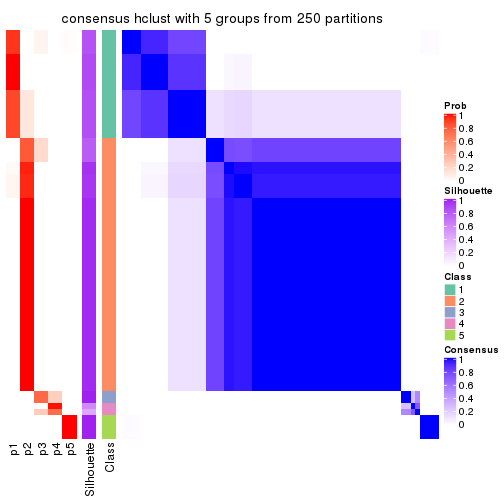 consensus hclust with 5 groups from 250 partitions
Prob
1
0.8
0.6
0.4
0.2
0
Silhouette
1
0.8
0.6
0.4
0.2
0
Class
1
2
3
4
5
Consensus
1
0.8
0.6
0.4
0.2
0
p1
p2
p3
p4
p5
Silhouette
Class